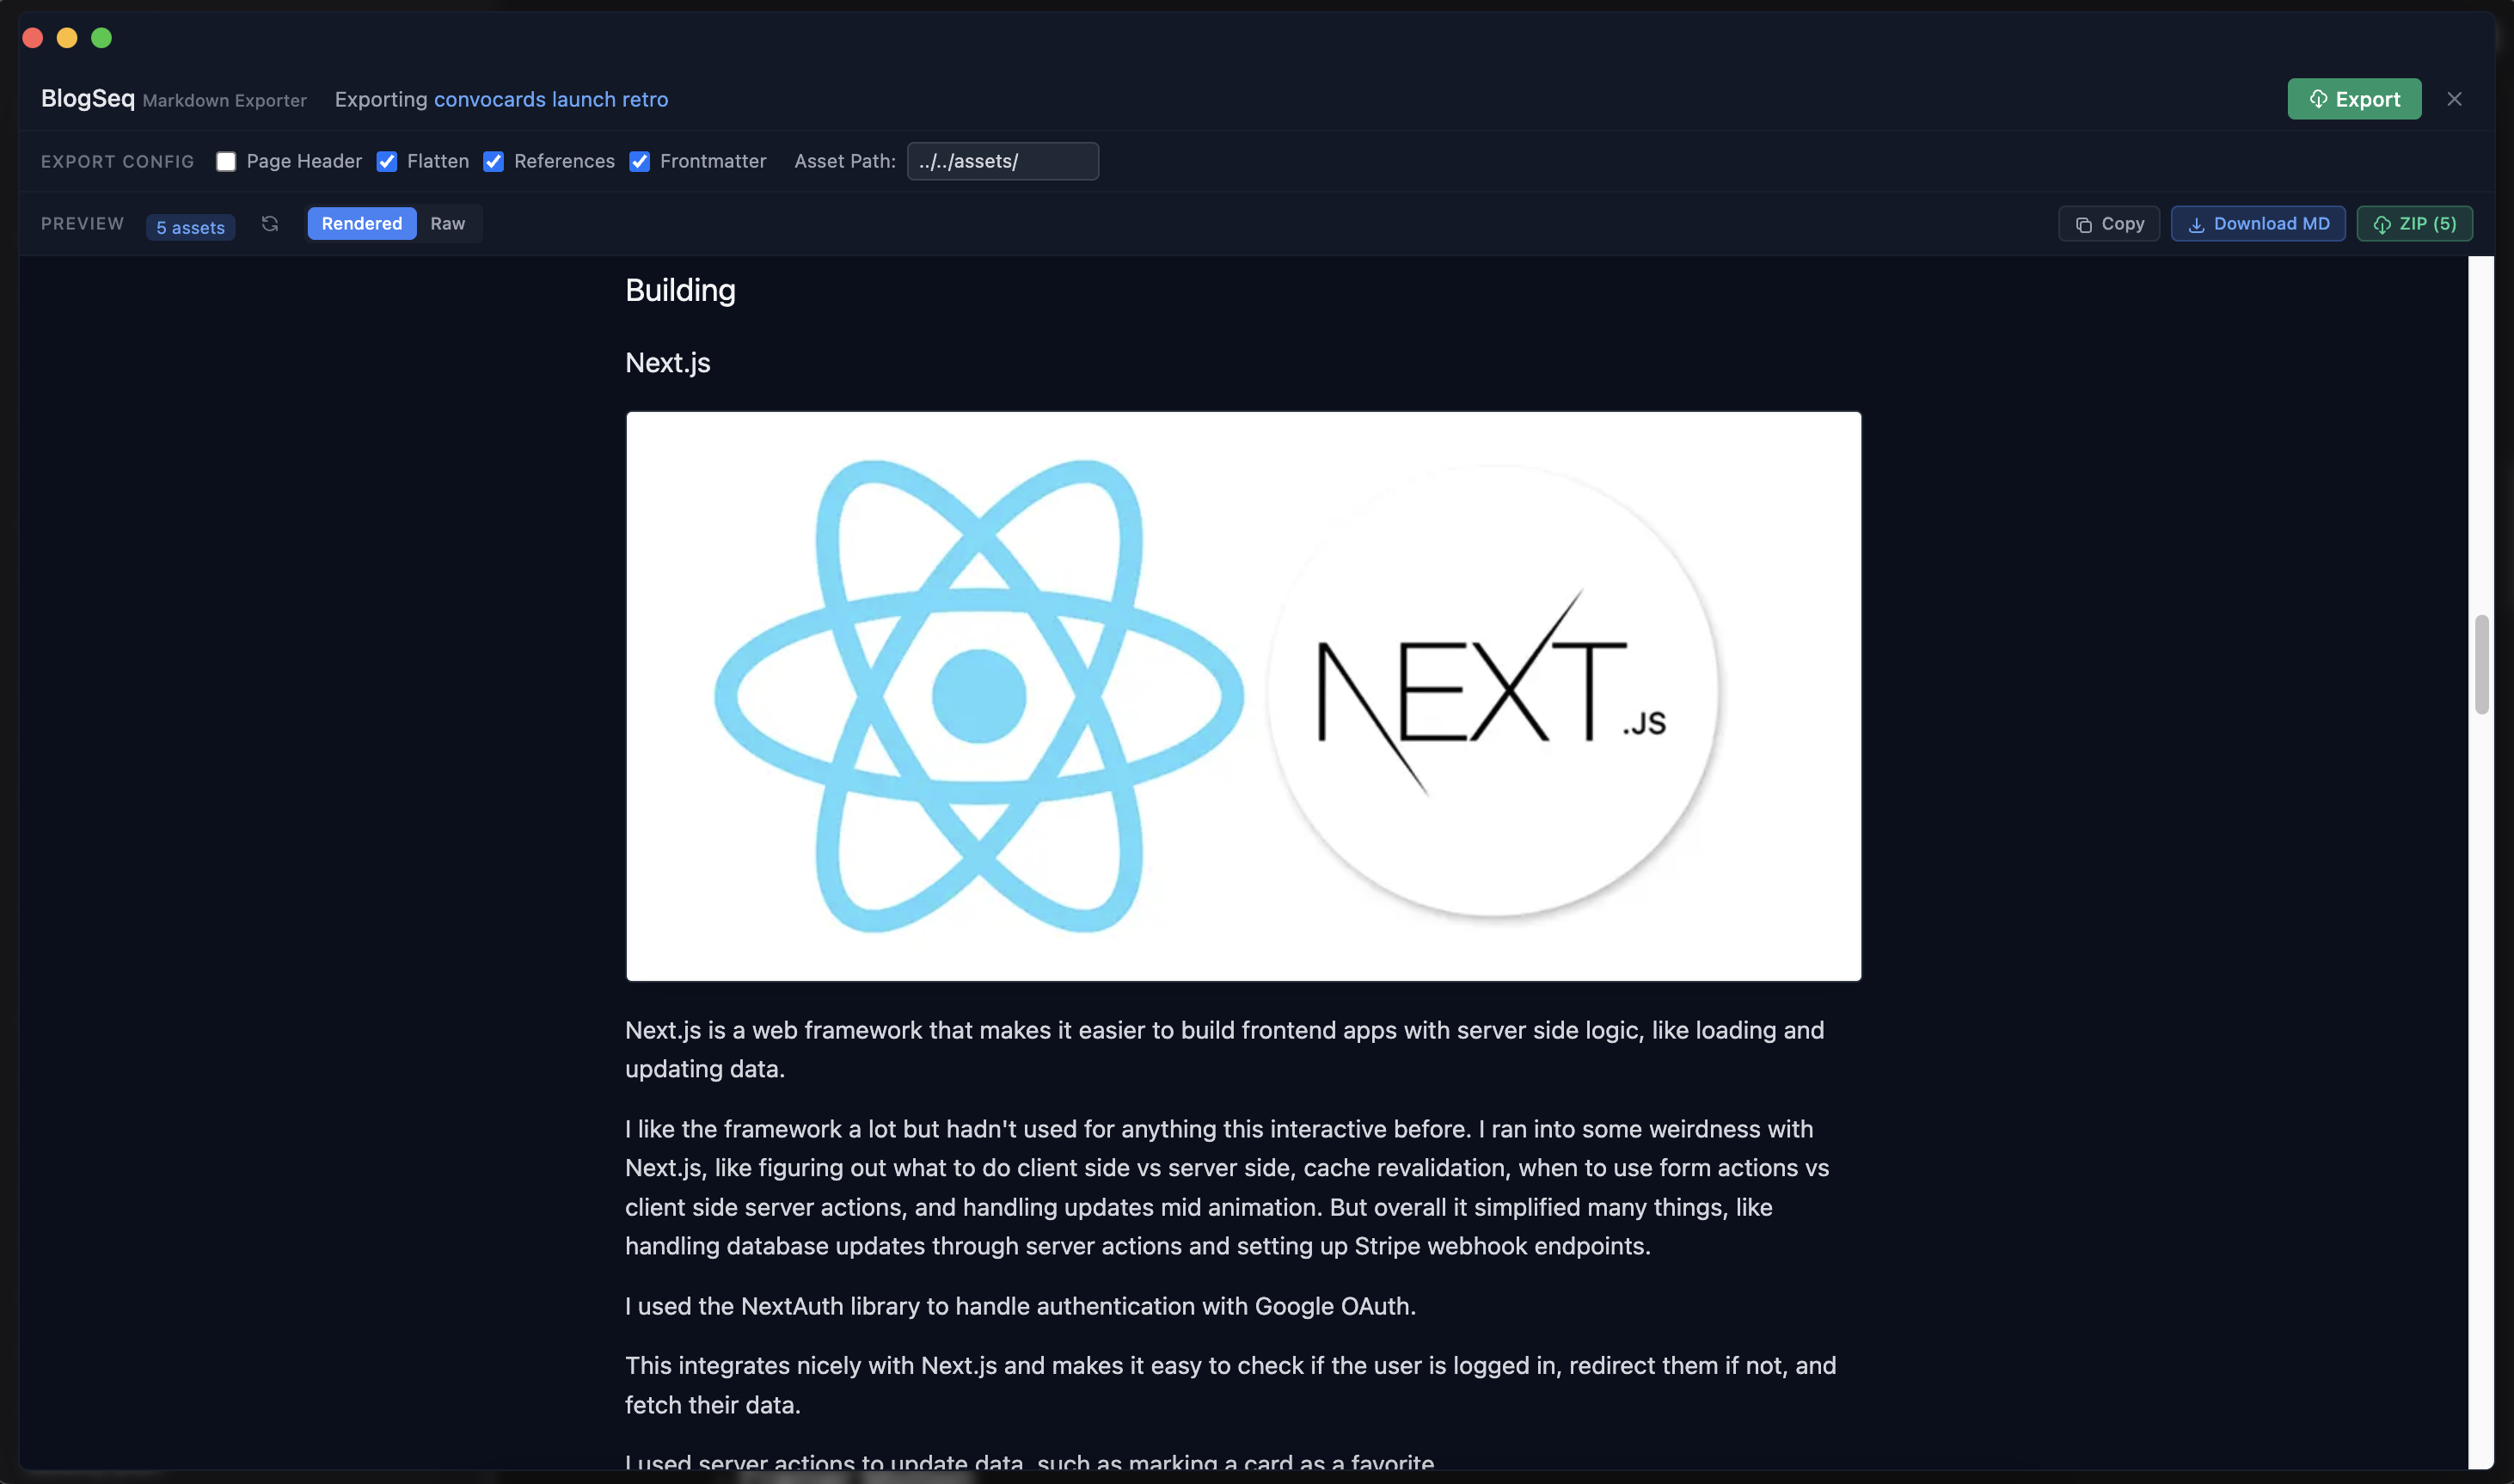 BlogSeq Markdown Exporter Exporting convocards launch retro Export
EXPORT CONFIG Page Header Flatten References Frontmatter Asset Path: ../../assets/
PREVIEW 5 assets Rendered Raw Copy Download MD ZIP (5)
Building
Next.js
NEXT.JS
Next.js is a web framework that makes it easier to build frontend apps with server side logic, like loading and
updating data.
I like the framework a lot but hadn't used for anything this interactive before. I ran into some weirdness with
Next.js, like figuring out what to do client side vs server side, cache revalidation, when to use form actions vs
client side server actions, and handling updates mid animation. But overall it simplified many things, like
handling database updates through server actions and setting up Stripe webhook endpoints.
I used the NextAuth library to handle authentication with Google OAuth.
This integrates nicely with Next.js and makes it easy to check if the user is logged in, redirect them if not, and
fetch their data.
I used server actions to update data, such as marking a card as a favorite